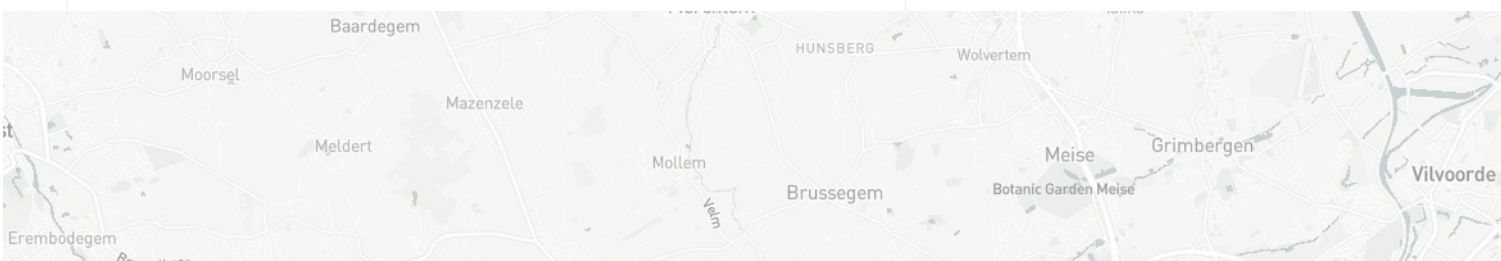 Baardegem
HUNSBERG
Wolvertem
Moorsel
Mazenzele
Meldert
Mollem
Meise
Grimbergen
Vilvoorde
Botanic Garden Meise
Brussegem
Velm
Erembodegem